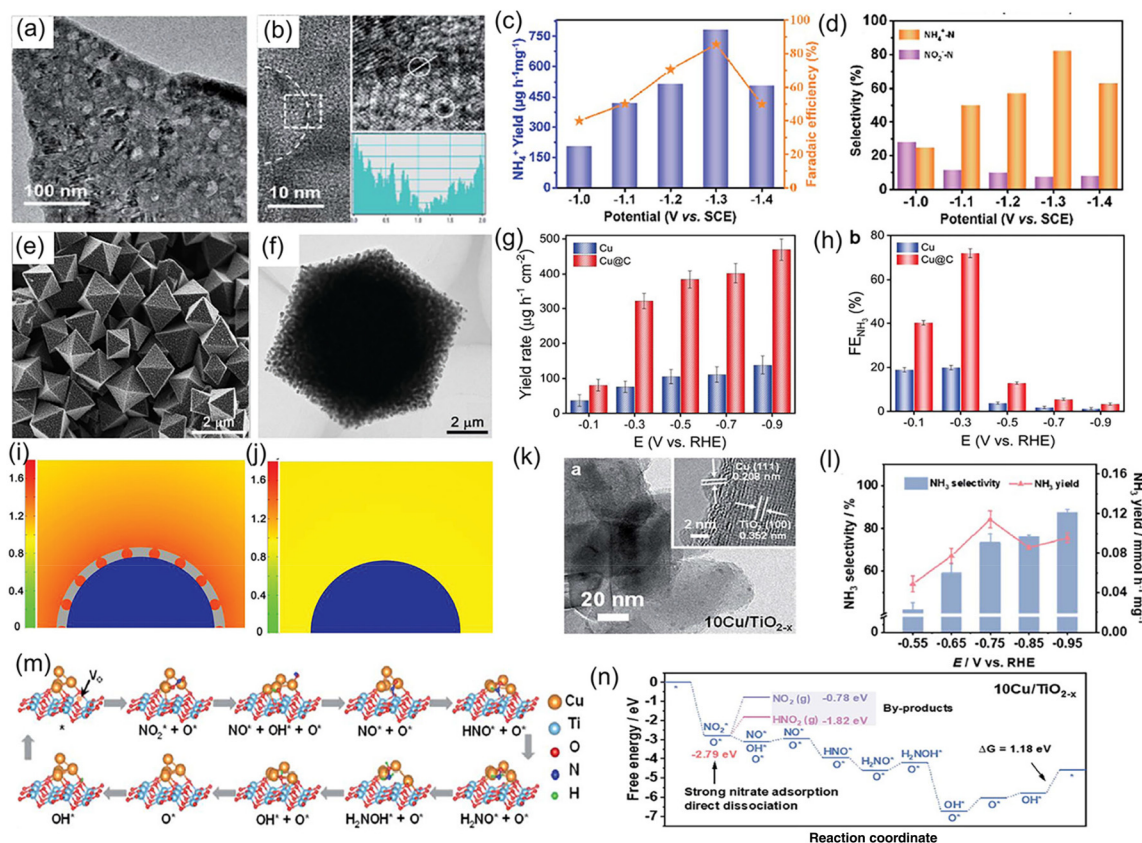 (a)
100 nm
(b)
10 nm
0.0 0.5 1.0 1.5 2.0
(c)
NH₄⁺ Yield (µg h⁻¹mg⁻¹)
750
600
450
300
150
0
100
80
60
40
20
0
Faradaic efficiency (%)
-1.0 -1.1 -1.2 -1.3 -1.4
Potential (V vs. SCE)
(d)
NH₄⁺-N
NO₂⁻-N
Selectivity (%)
100
80
60
40
20
0
-1.0 -1.1 -1.2 -1.3 -1.4
Potential (V vs. SCE)
(e)
2 µm
(f)
2 µm
(g)
Cu
Cu@C
Yield rate (µg h⁻¹ cm⁻²)
500
400
300
200
100
0
-0.1 -0.3 -0.5 -0.7 -0.9
E (V vs. RHE)
(h) b
Cu
Cu@C
FE_NH₃ (%)
80
60
40
20
0
-0.1 -0.3 -0.5 -0.7 -0.9
E (V vs. RHE)
(i)
1.6
1.2
0.8
0.4
0
(j)
1.6
1.2
0.8
0.4
0
(k)
a
Cu (111)
0.208 nm
TiO₂ (100)
0.352 nm
2 nm
20 nm
10Cu/TiO₂₋ₓ
(l)
NH₃ selectivity NH₃ yield
NH₃ selectivity / %
100
80
60
40
0.16
0.12
0.08
0.04
0.00
NH₃ yield / mmol h⁻¹ mg⁻¹
-0.55 -0.65 -0.75 -0.85 -0.95
E / V vs. RHE
(m)
* NO₂* + O* NO* + OH* + O* NO* + O* HNO* + O*
OH* O* OH* + O* H₂NOH* + O* H₂NO* + O*
Cu
Ti
O
N
H
(n)
10Cu/TiO₂₋ₓ
Free energy / eV
0
-1
-2
-3
-4
-5
-6
-7
*
NO₂*
O*
-2.79 eV
Strong nitrate adsorption
direct dissociation
NO₂ (g) -0.78 eV
HNO₂ (g) -1.82 eV
By-products
NO*
OH*
O*
NO*
O*
HNO*
O*
H₂NO*
O*
H₂NOH*
O*
OH*
O*
O*
OH*
ΔG = 1.18 eV
*
Reaction coordinate